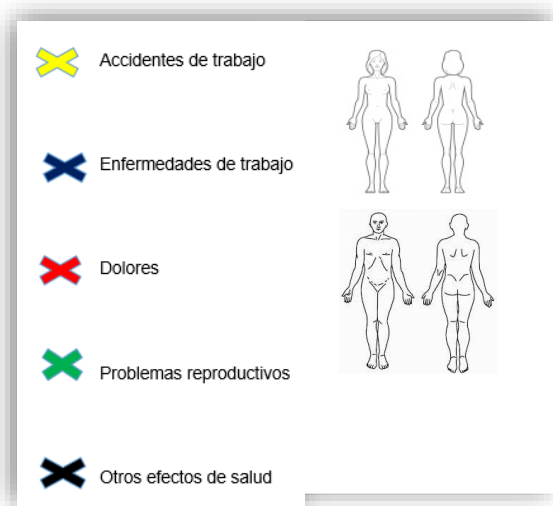 Accidentes de trabajo
Enfermedades de trabajo
Dolores
Problemas reproductivos
Otros efectos de salud